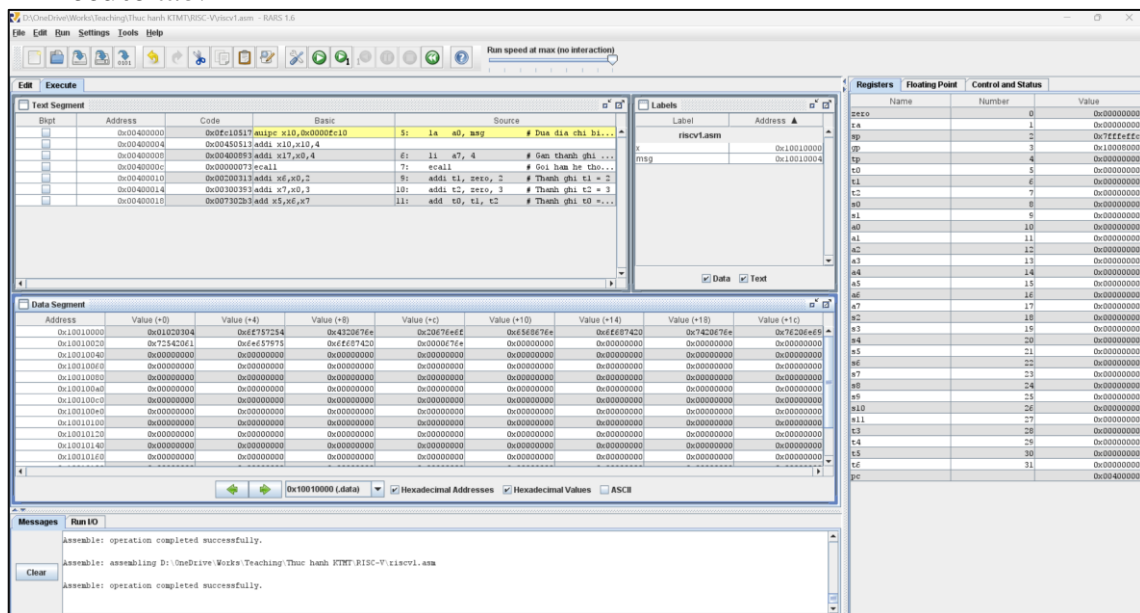 D:\OneDrive\Works\Teaching\Thuc hanh KTMT\RISC-V\riscv1.asm - RARS 1.6
File Edit Run Settings Tools Help
Run speed at max (no interaction)
Edit Execute
Text Segment
Bkpt Address Code Basic Source
0x00400000 0x0fc10517 auipc x10,0x0000fc10 5: la a0, msg # Dua dia chi bi...
0x00400004 0x00450513 addi x10,x10,4
0x00400008 0x00400893 addi x17,x0,4 6: li a7, 4 # Gan thanh ghi ...
0x0040000c 0x00000073 ecall 7: ecall # Goi ham he tho...
0x00400010 0x00200313 addi x6,x0,2 9: addi t1, zero, 2 # Thanh ghi t1 = 2
0x00400014 0x00300393 addi x7,x0,3 10: addi t2, zero, 3 # Thanh ghi t2 = 3
0x00400018 0x007302b3 add x5,x6,x7 11: add t0, t1, t2 # Thanh ghi t0 =...
Labels
Label Address ▲
riscv1.asm
x 0x10010000
msg 0x10010004
Data Text
Data Segment
Address Value (+0) Value (+4) Value (+8) Value (+c) Value (+10) Value (+14) Value (+18) Value (+1c)
0x10010000 0x01020304 0x6f757254 0x4320676e 0x20676e6f 0x6568676e 0x6f687420 0x7420676e 0x76206e69
0x10010020 0x72542061 0x6e657975 0x6f687420 0x0000676e 0x00000000 0x00000000 0x00000000 0x00000000
0x10010040 0x00000000 0x00000000 0x00000000 0x00000000 0x00000000 0x00000000 0x00000000 0x00000000
0x10010060 0x00000000 0x00000000 0x00000000 0x00000000 0x00000000 0x00000000 0x00000000 0x00000000
0x10010080 0x00000000 0x00000000 0x00000000 0x00000000 0x00000000 0x00000000 0x00000000 0x00000000
0x100100a0 0x00000000 0x00000000 0x00000000 0x00000000 0x00000000 0x00000000 0x00000000 0x00000000
0x100100c0 0x00000000 0x00000000 0x00000000 0x00000000 0x00000000 0x00000000 0x00000000 0x00000000
0x100100e0 0x00000000 0x00000000 0x00000000 0x00000000 0x00000000 0x00000000 0x00000000 0x00000000
0x10010100 0x00000000 0x00000000 0x00000000 0x00000000 0x00000000 0x00000000 0x00000000 0x00000000
0x10010120 0x00000000 0x00000000 0x00000000 0x00000000 0x00000000 0x00000000 0x00000000 0x00000000
0x10010140 0x00000000 0x00000000 0x00000000 0x00000000 0x00000000 0x00000000 0x00000000 0x00000000
0x10010160 0x00000000 0x00000000 0x00000000 0x00000000 0x00000000 0x00000000 0x00000000 0x00000000
0x10010000 (.data) Hexadecimal Addresses Hexadecimal Values ASCII
Messages Run I/O
Assemble: operation completed successfully.
Assemble: assembling D:\OneDrive\Works\Teaching\Thuc hanh KTMT\RISC-V\riscv1.asm
Clear
Assemble: operation completed successfully.
Registers Floating Point Control and Status
Name Number Value
zero 0 0x00000000
ra 1 0x00000000
sp 2 0x7fffeffc
gp 3 0x10008000
tp 4 0x00000000
t0 5 0x00000000
t1 6 0x00000000
t2 7 0x00000000
s0 8 0x00000000
s1 9 0x00000000
a0 10 0x00000000
a1 11 0x00000000
a2 12 0x00000000
a3 13 0x00000000
a4 14 0x00000000
a5 15 0x00000000
a6 16 0x00000000
a7 17 0x00000000
s2 18 0x00000000
s3 19 0x00000000
s4 20 0x00000000
s5 21 0x00000000
s6 22 0x00000000
s7 23 0x00000000
s8 24 0x00000000
s9 25 0x00000000
s10 26 0x00000000
s11 27 0x00000000
t3 28 0x00000000
t4 29 0x00000000
t5 30 0x00000000
t6 31 0x00000000
pc 0x00400000